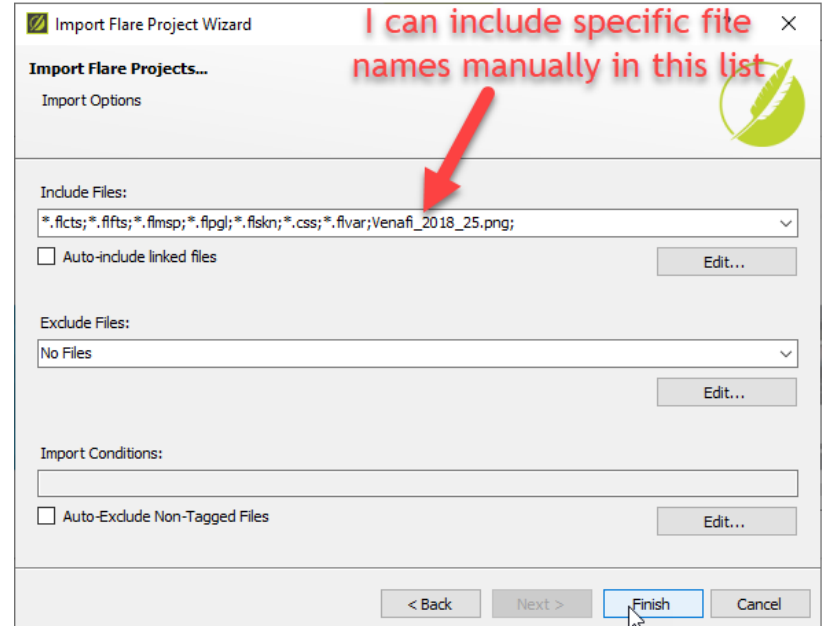 Import Flare Project Wizard
I can include specific file
names manually in this list
Import Flare Projects...
Import Options
Include Files:
*.flcts;*.flfts;*.flmsp;*.flpgl;*.flskn;*.css;*.flvar;Venafi_2018_25.png;
Auto-include linked files
Edit...
Exclude Files:
No Files
Edit...
Import Conditions:
Auto-Exclude Non-Tagged Files
Edit...
< Back
Next >
Finish
Cancel